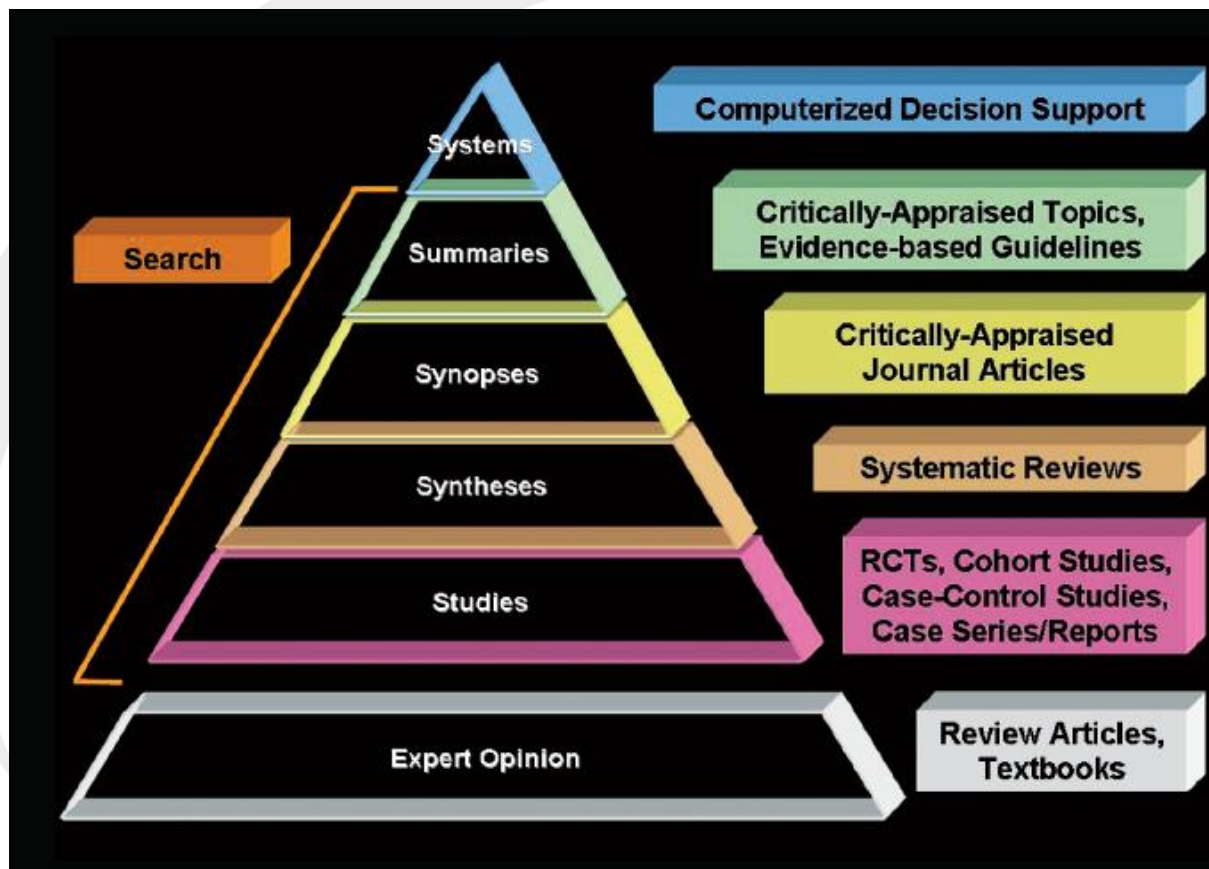 Systems
Computerized Decision Support
Search
Summaries
Critically-Appraised Topics,
Evidence-based Guidelines
Synopses
Critically-Appraised
Journal Articles
Syntheses
Systematic Reviews
Studies
RCTs, Cohort Studies,
Case-Control Studies,
Case Series/Reports
Expert Opinion
Review Articles,
Textbooks